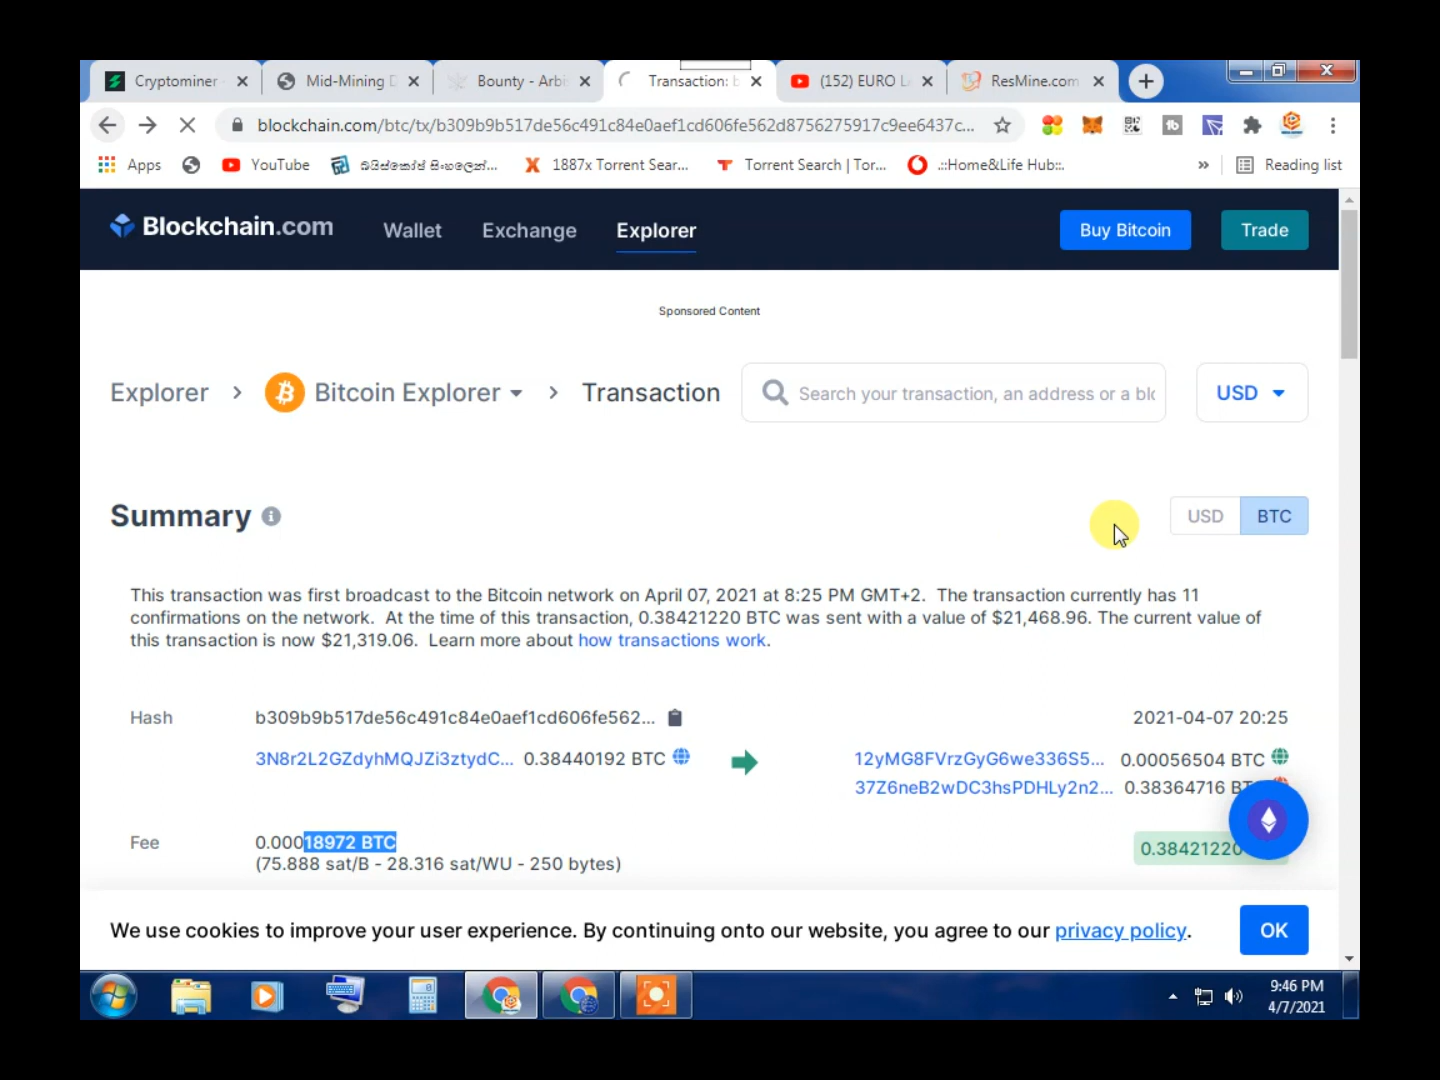 Cryptominer
Mid-Mining D
Bounty - Arbi
Transaction: b
(152) EURO L
ResMine.com
blockchain.com/btc/tx/b309b9b517de56c491c84e0aef1cd606fe562d8756275917c9ee6437c...
Apps
YouTube
බයිස්කෝප් සිංහලෙන්...
1887x Torrent Sear...
Torrent Search | Tor...
.::Home&Life Hub::.
»
Reading list
Blockchain.com
Wallet
Exchange
Explorer
Buy Bitcoin
Trade
Sponsored Content
Explorer > Bitcoin Explorer > Transaction
Search your transaction, an address or a blo
USD
Summary
USD
BTC
This transaction was first broadcast to the Bitcoin network on April 07, 2021 at 8:25 PM GMT+2. The transaction currently has 11
confirmations on the network. At the time of this transaction, 0.38421220 BTC was sent with a value of $21,468.96. The current value of
this transaction is now $21,319.06. Learn more about how transactions work.
Hash
b309b9b517de56c491c84e0aef1cd606fe562...
2021-04-07 20:25
3N8r2L2GZdyhMQJZi3ztydC... 0.38440192 BTC
12yMG8FVrzGyG6we336S5... 0.00056504 BTC
37Z6neB2wDC3hsPDHLy2n2... 0.38364716 BT
Fee
0.00018972 BTC
(75.888 sat/B - 28.316 sat/WU - 250 bytes)
0.38421220
We use cookies to improve your user experience. By continuing onto our website, you agree to our privacy policy.
OK
9:46 PM
4/7/2021